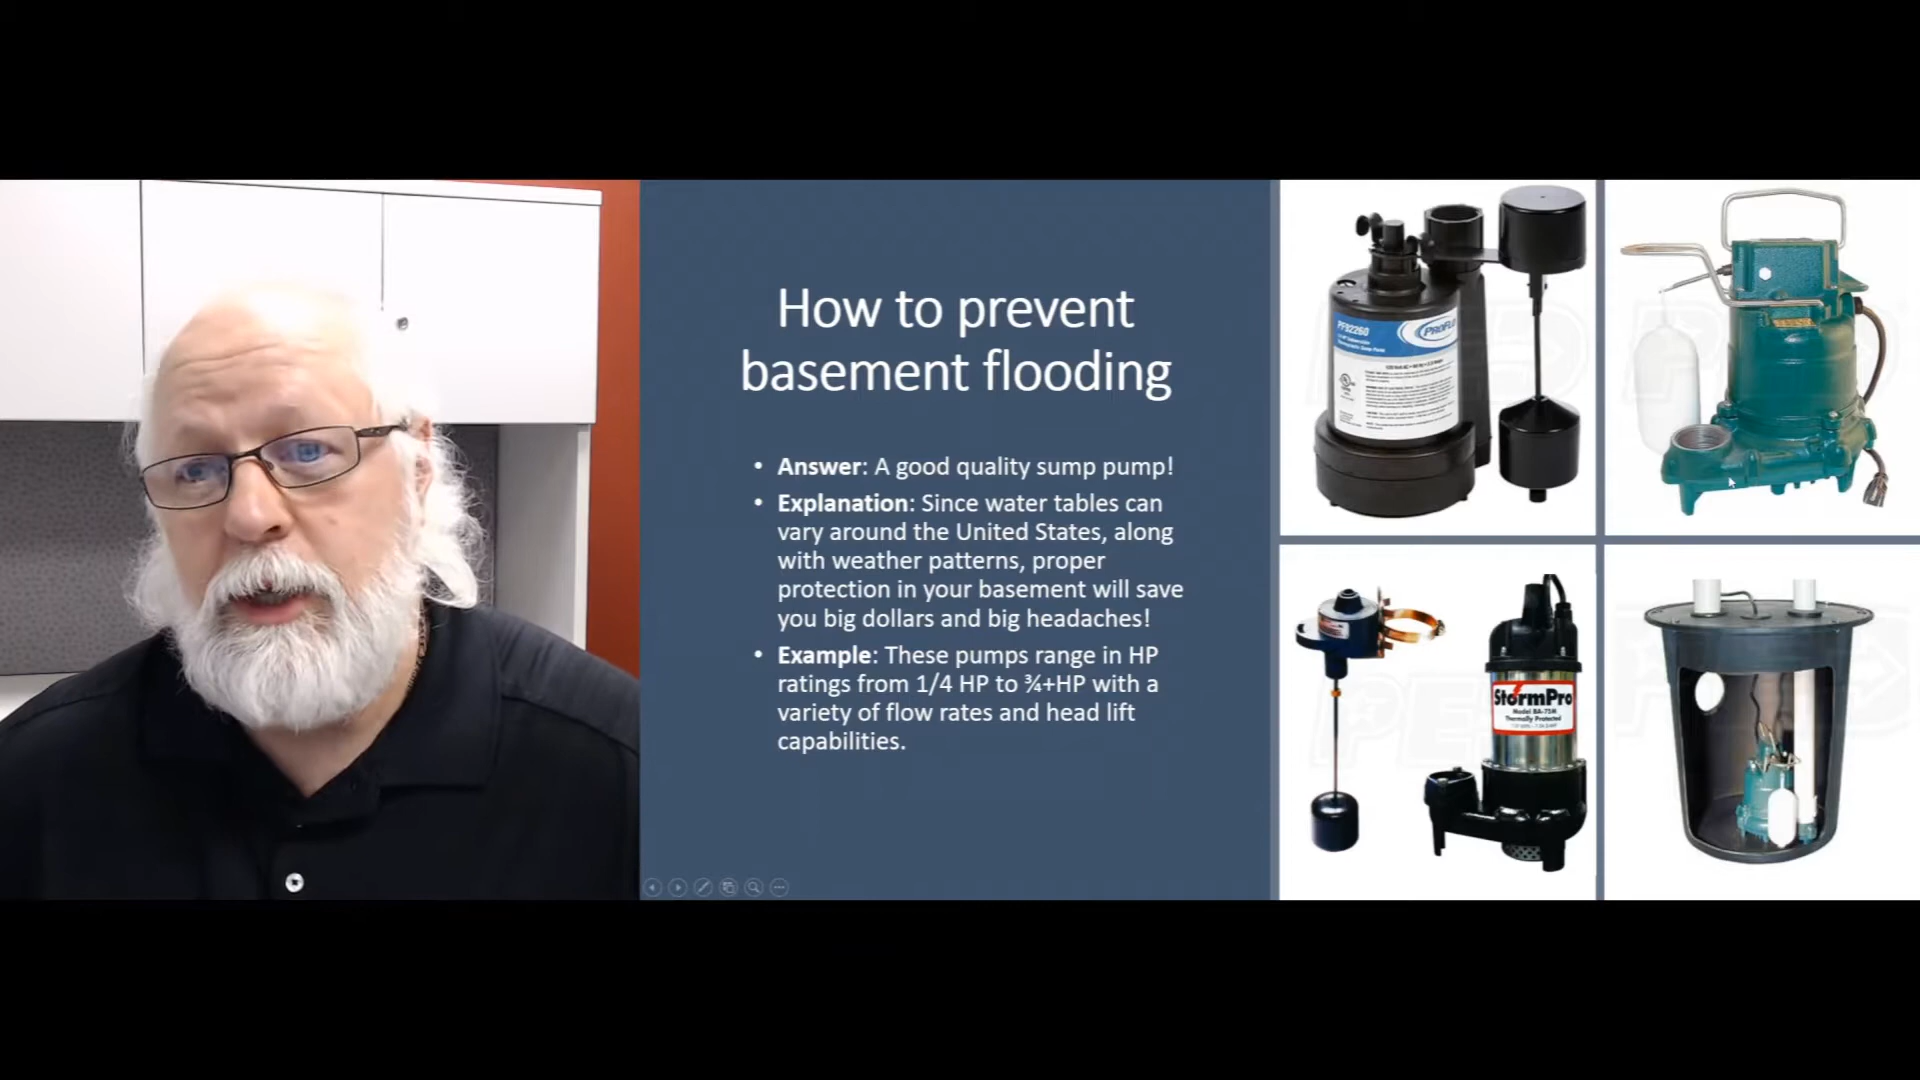 How to prevent
basement flooding
• Answer: A good quality sump pump!
• Explanation: Since water tables can
vary around the United States, along
with weather patterns, proper
protection in your basement will save
you big dollars and big headaches!
• Example: These pumps range in HP
ratings from 1/4 HP to ¾+HP with a
variety of flow rates and head lift
capabilities.
PF92260
PROFLO
StormPro
Model BA-75M
Thermally Protected